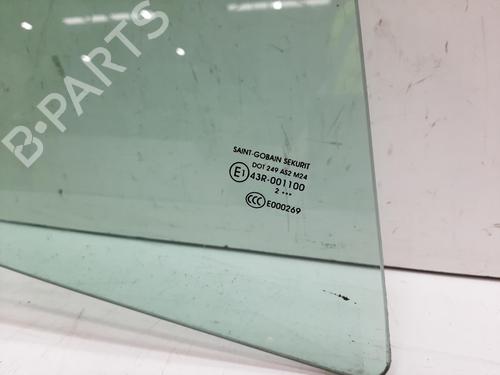 B-PARTS
SAINT-GOBAIN SEKURIT
DOT 249 AS2 M24
E1 43R-001100
2 •••
CCC E000269